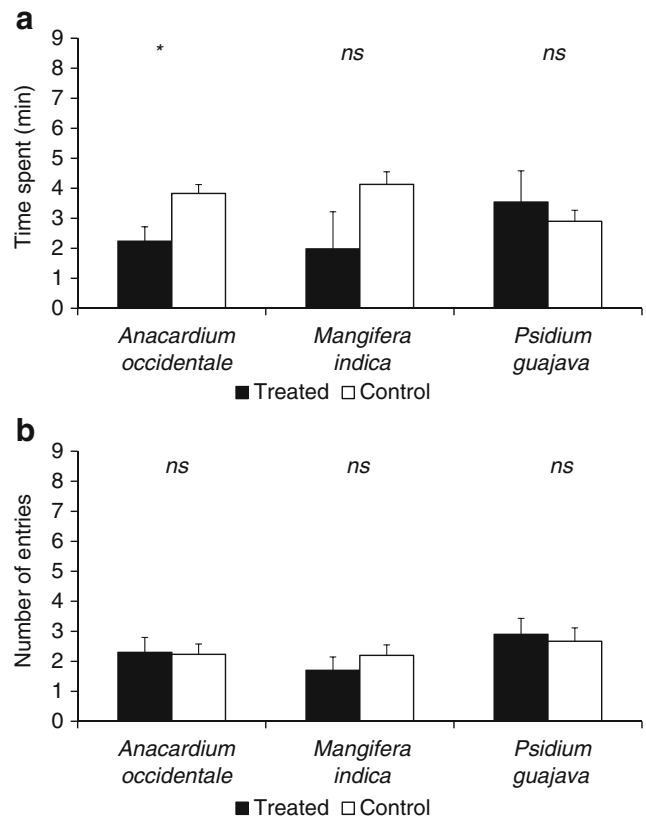 a
Time spent (min)
9
8
7
6
5
4
3
2
1
0
* ns ns
Anacardium occidentale
Mangifera indica
Psidium guajava
Treated Control
b
Number of entries
9
8
7
6
5
4
3
2
1
0
ns ns ns
Anacardium occidentale
Mangifera indica
Psidium guajava
Treated Control